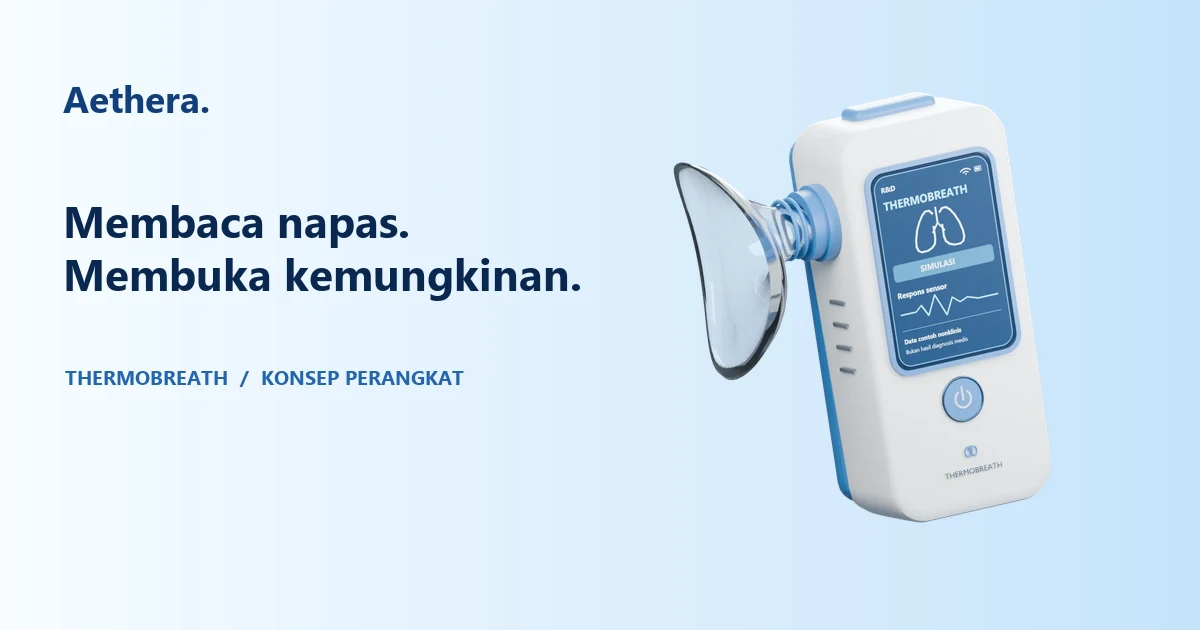 Aethera.
Membaca napas.
Membuka kemungkinan.
THERMOBREATH / KONSEP PERANGKAT
R&D
THERMOBREATH
SIMULASI
Respons sensor
Data contoh nonklinis
Bukan hasil diagnosis medis
THERMOBREATH